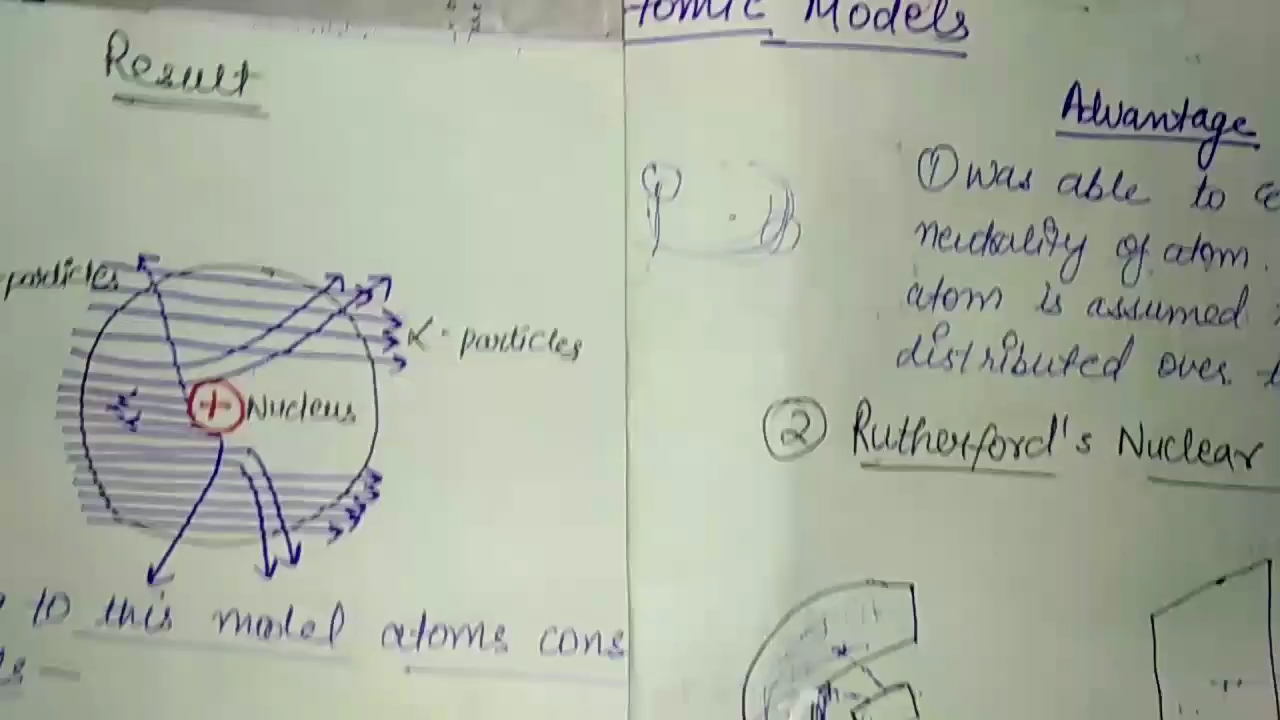 Result
particles
α - particles
+ Nucleus
to this model atoms cons
tomic Models
Advantage
① was able to
neutrality of atom.
atom is assumed
distributed over
② Rutherford's Nuclear